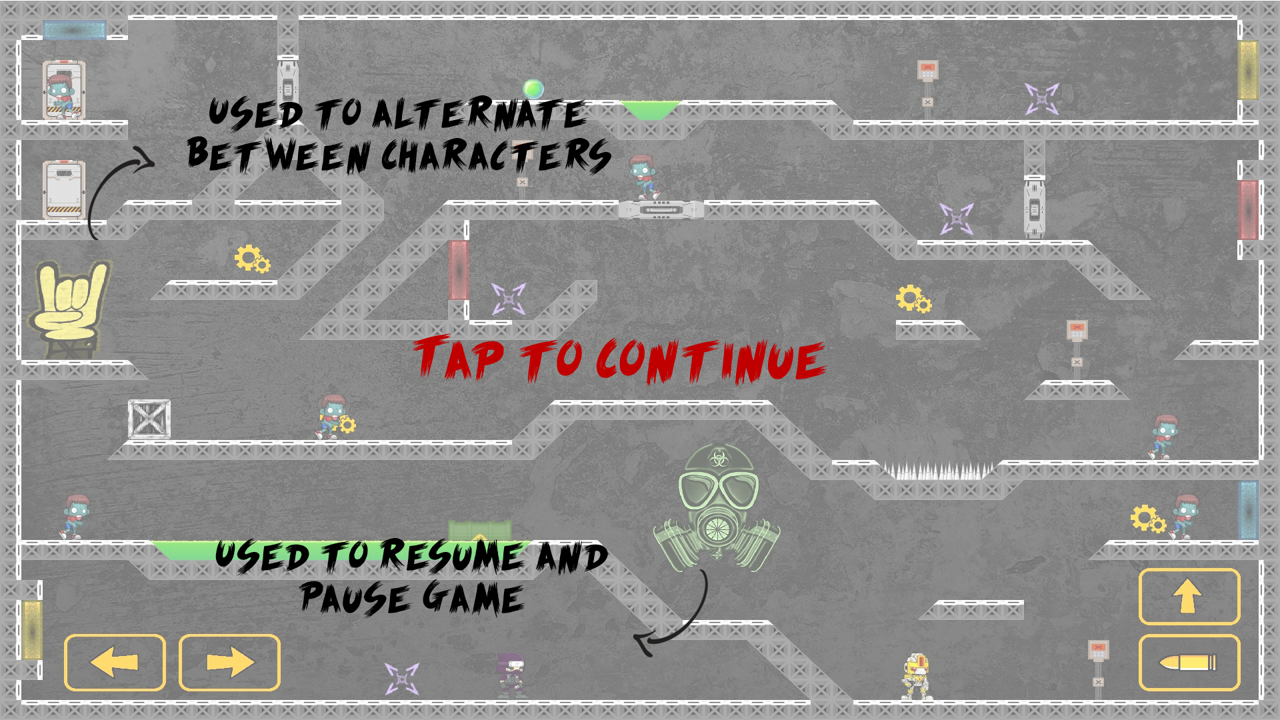 USED TO ALTERNATE
BETWEEN CHARACTERS
TAP TO CONTINUE
USED TO RESUME AND
PAUSE GAME